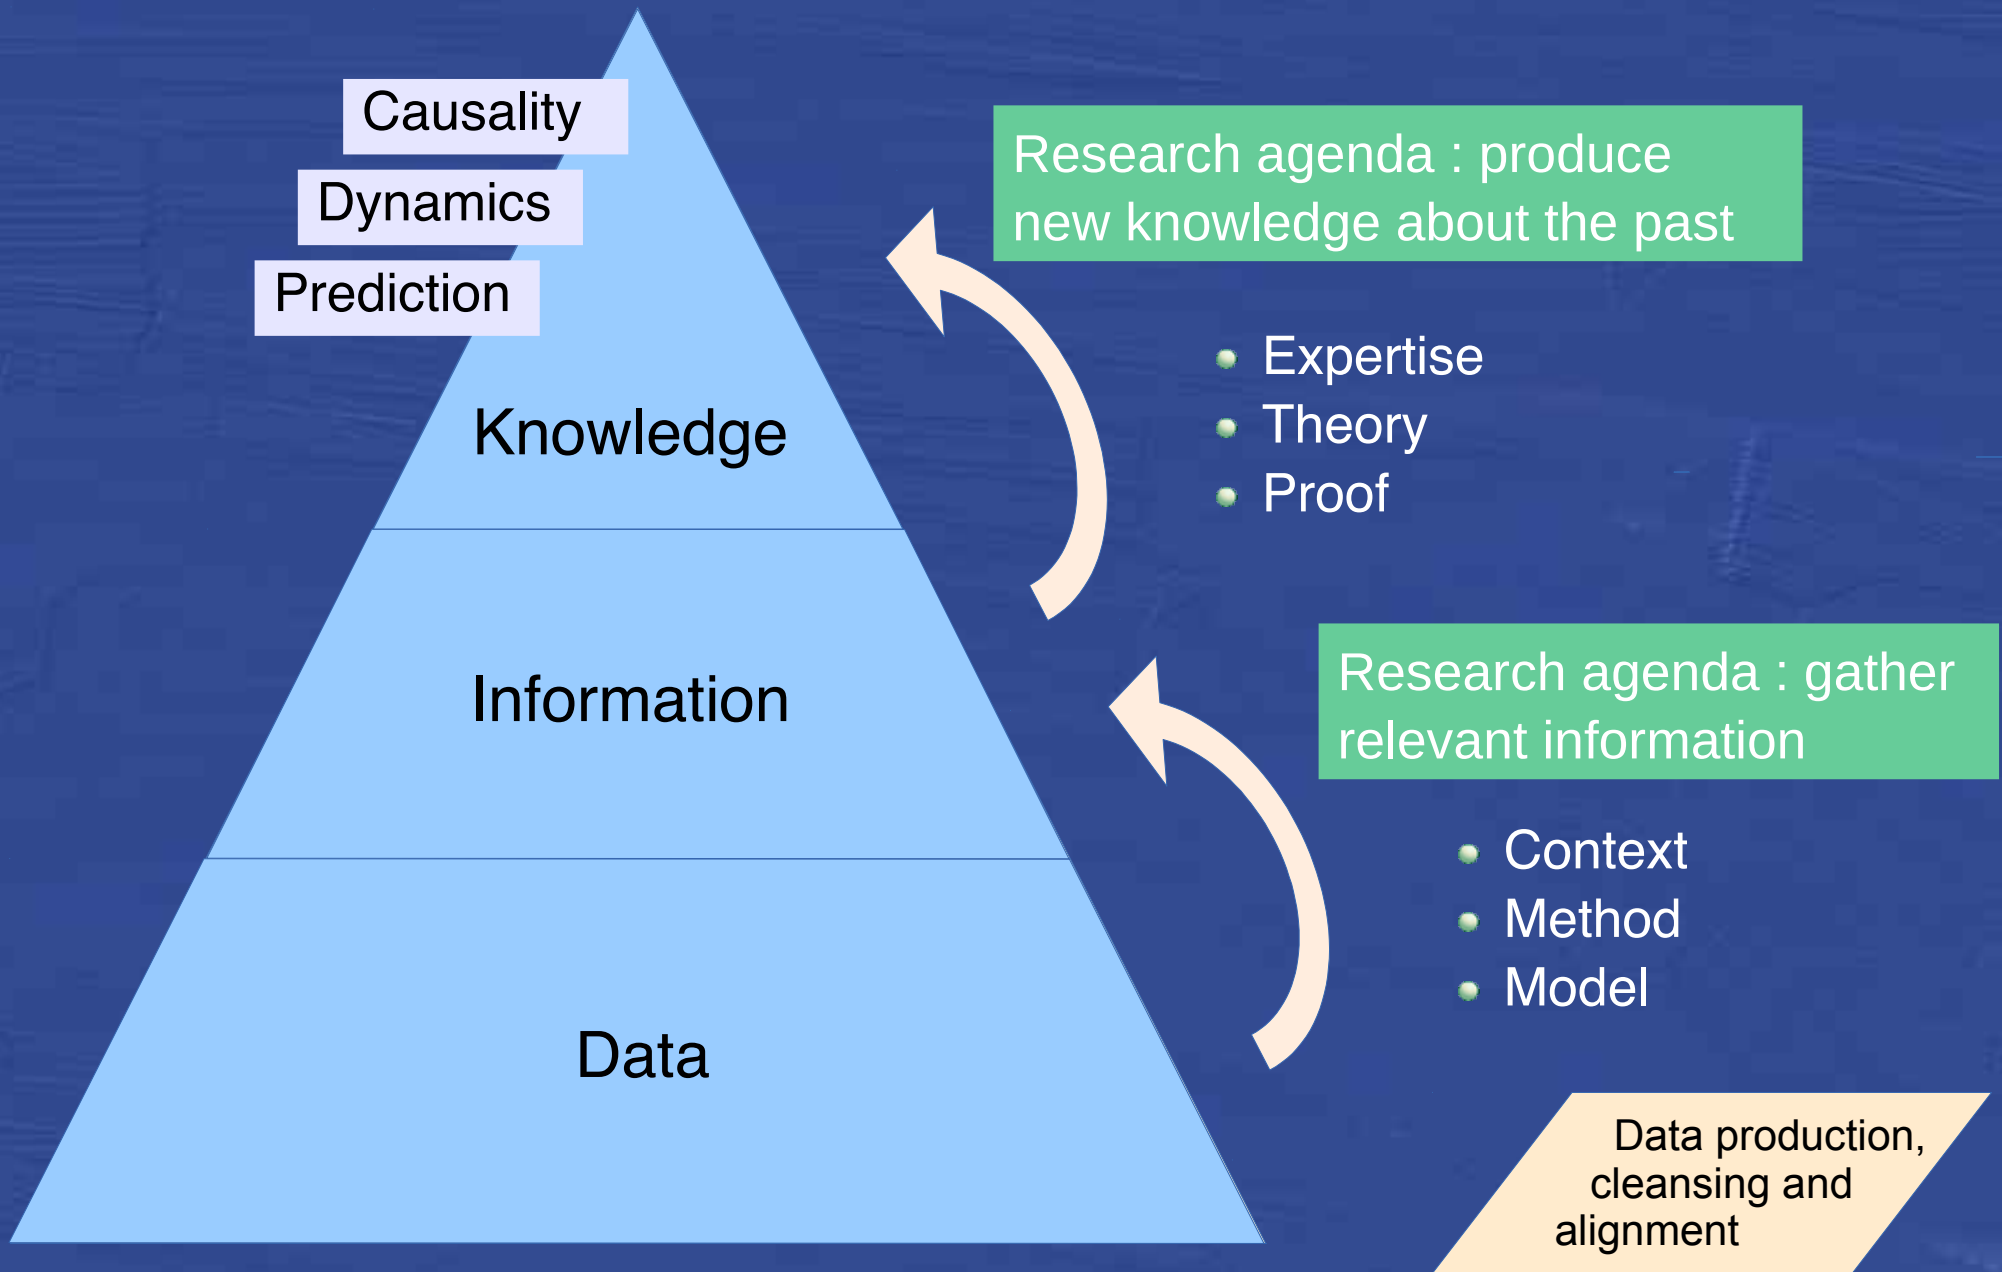 Causality
Dynamics
Prediction
Knowledge
Information
Data
Research agenda : produce
new knowledge about the past
Expertise
Theory
Proof
Research agenda : gather
relevant information
Context
Method
Model
Data production,
cleansing and
alignment